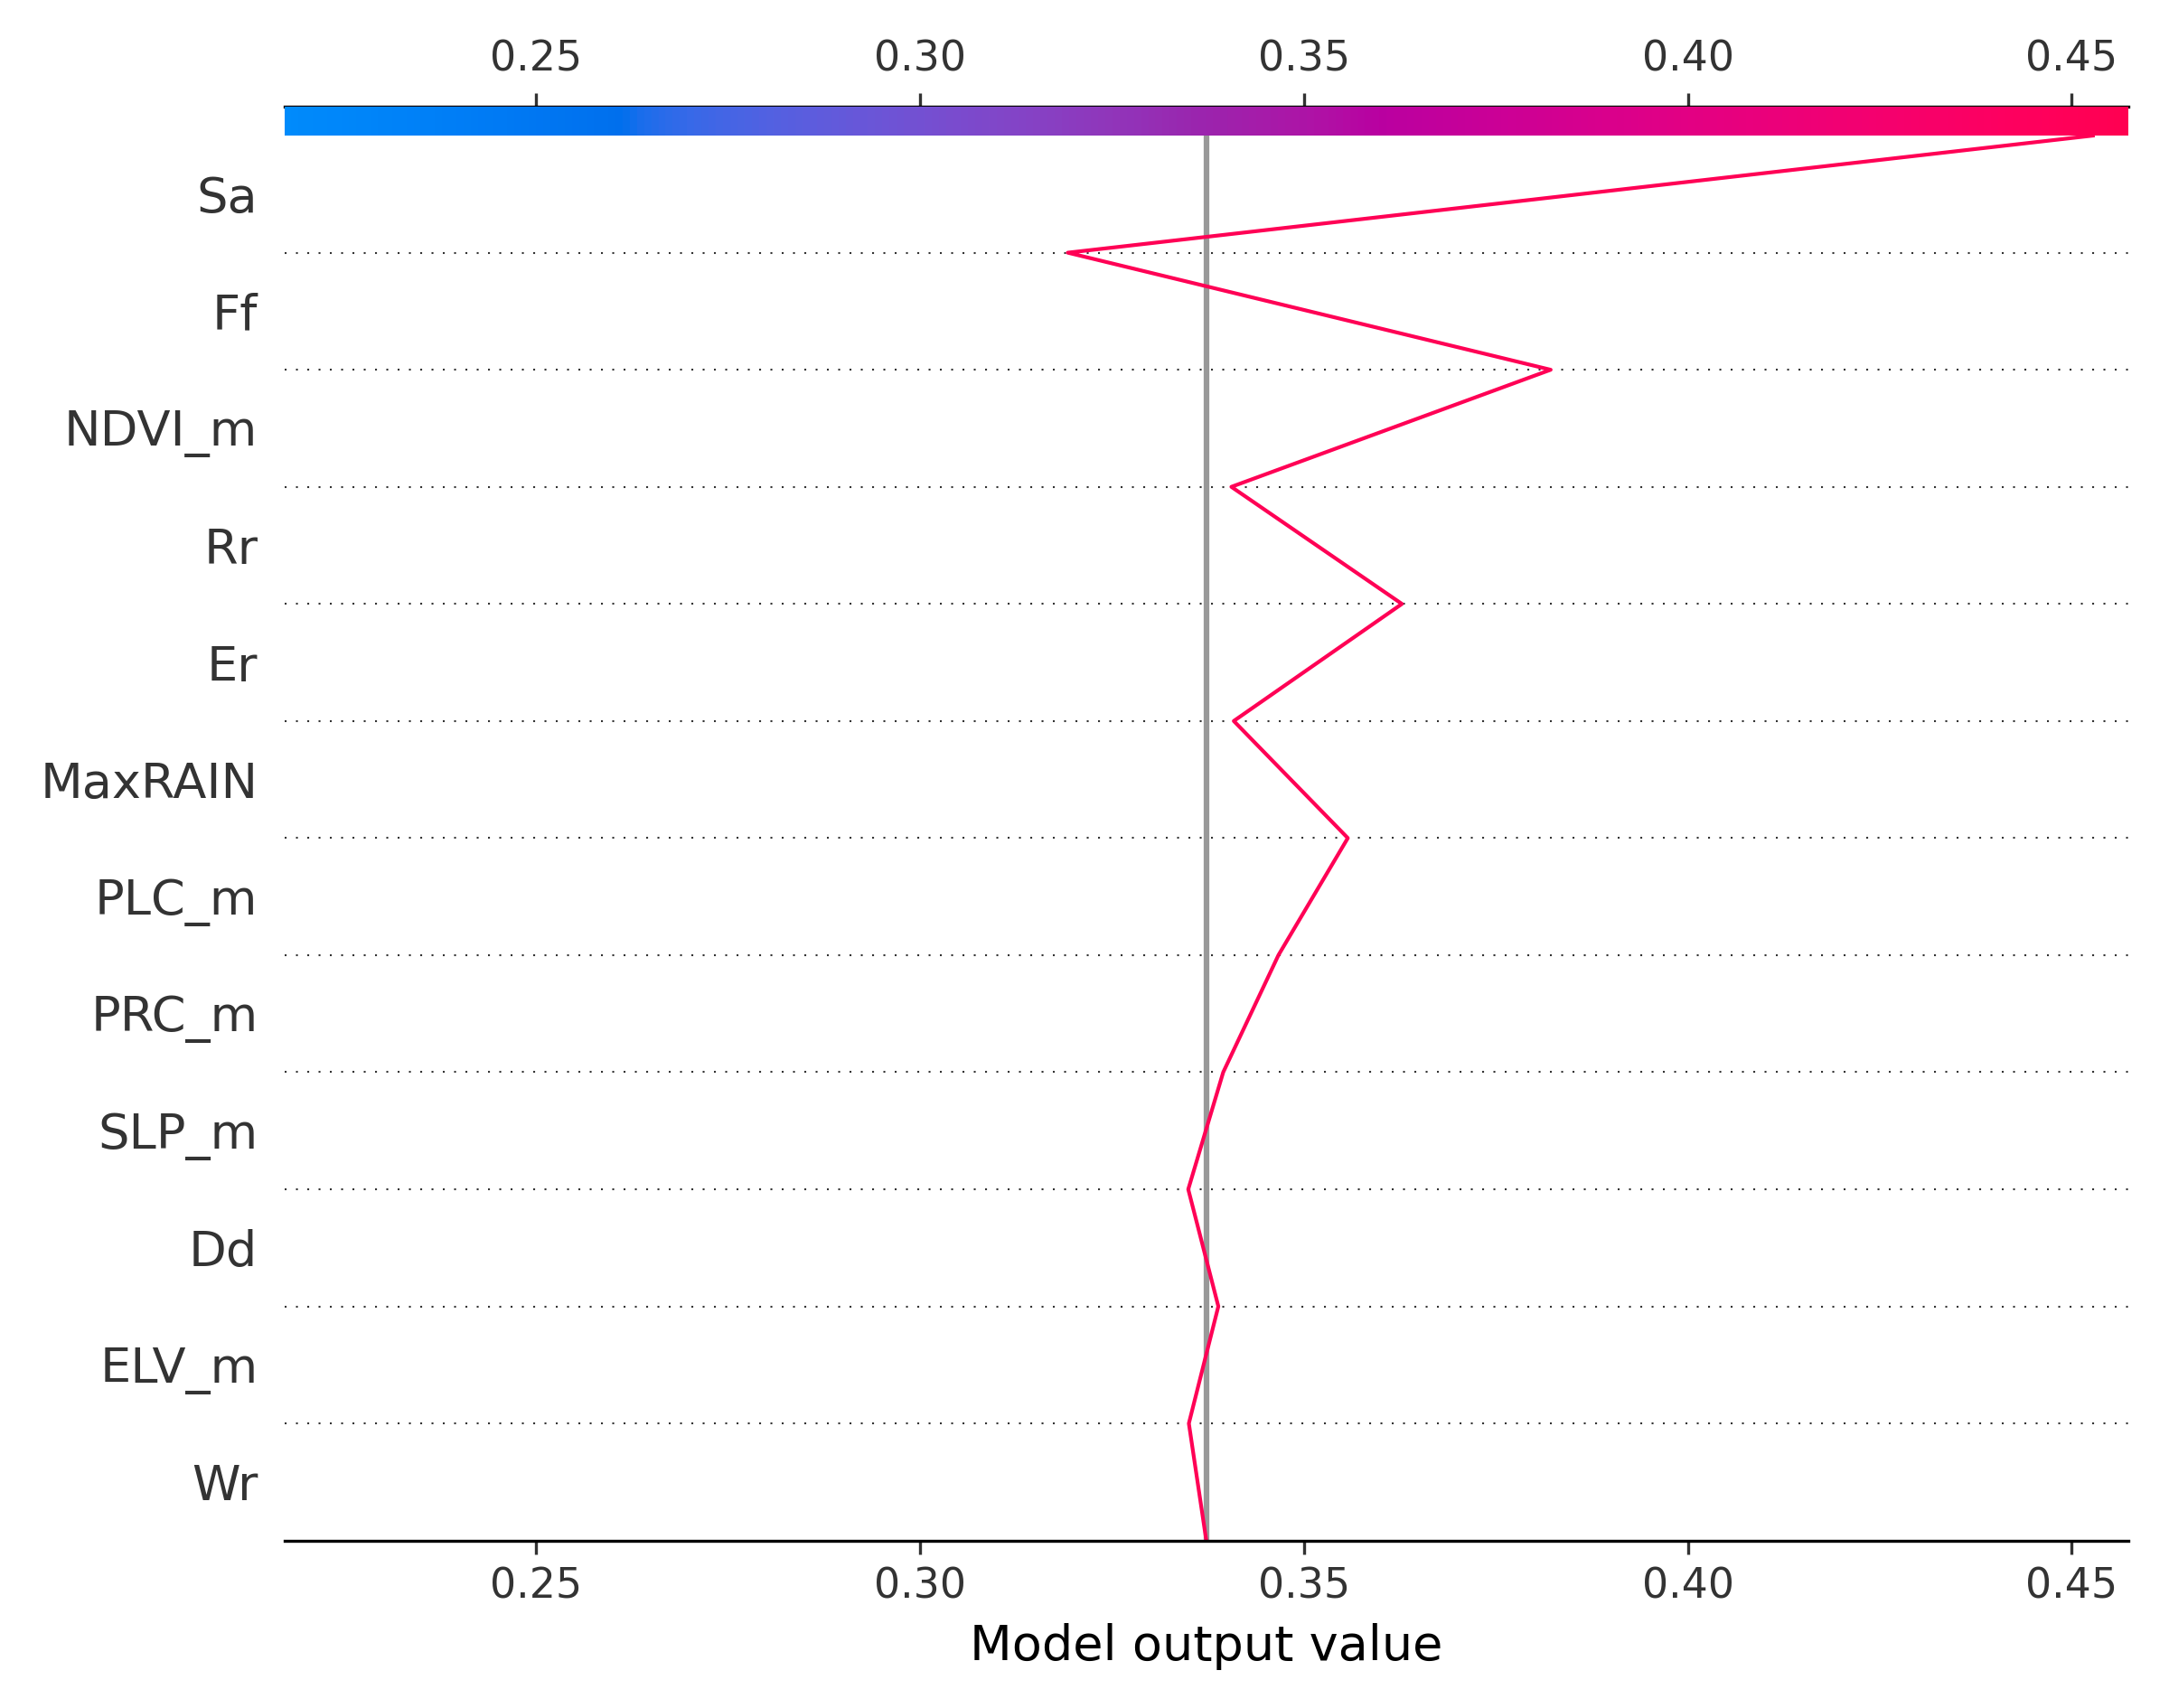 0.25 0.30 0.35 0.40 0.45
Sa
Ff
NDVI_m
Rr
Er
MaxRAIN
PLC_m
PRC_m
SLP_m
Dd
ELV_m
Wr
0.25 0.30 0.35 0.40 0.45
Model output value